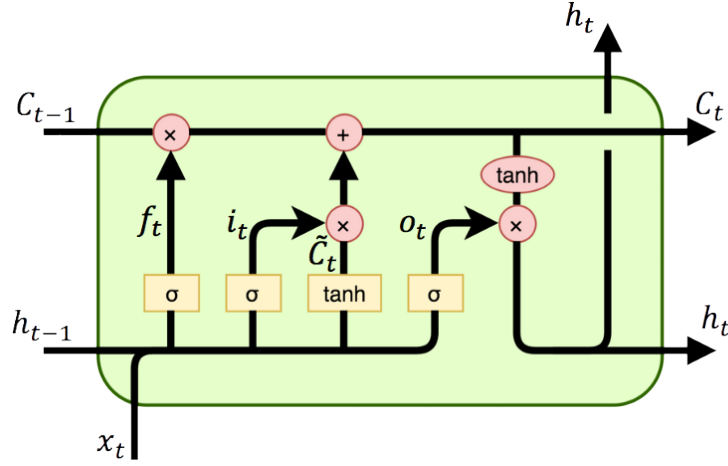 h_t
C_{t-1}
×
+
C_t
tanh
f_t
i_t
×
o_t
×
C̃_t
σ
σ
tanh
σ
h_{t-1}
h_t
x_t